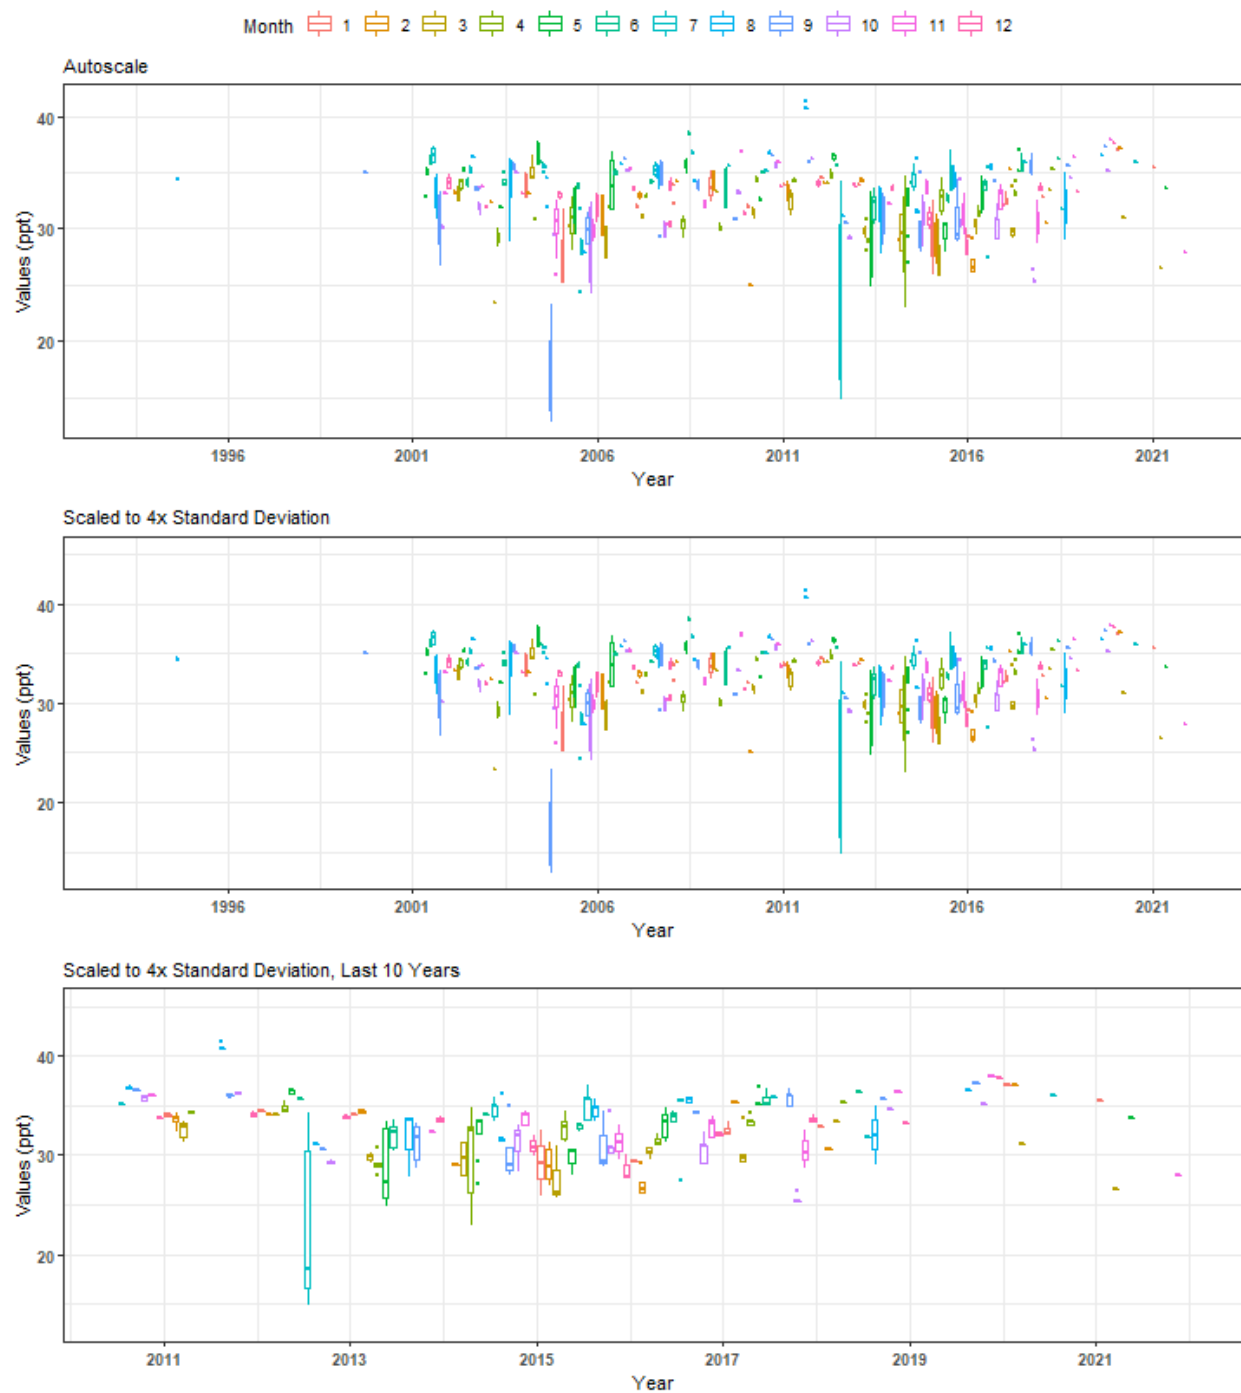 Month 1 2 3 4 5 6 7 8 9 10 11 12
Autoscale
40
30
20
Values (ppt)
1996 2001 2006 2011 2016 2021
Year
Scaled to 4x Standard Deviation
40
30
20
Values (ppt)
1996 2001 2006 2011 2016 2021
Year
Scaled to 4x Standard Deviation, Last 10 Years
40
30
20
Values (ppt)
2011 2013 2015 2017 2019 2021
Year